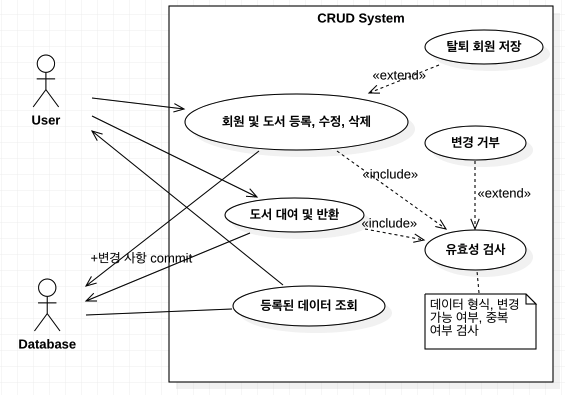 CRUD System
탈퇴 회원 저장
«extend»
User
회원 및 도서 등록, 수정, 삭제
변경 거부
«include»
«extend»
도서 대여 및 반환
«include»
유효성 검사
+변경 사항 commit
등록된 데이터 조회
데이터 형식, 변경
가능 여부, 중복
여부 검사
Database